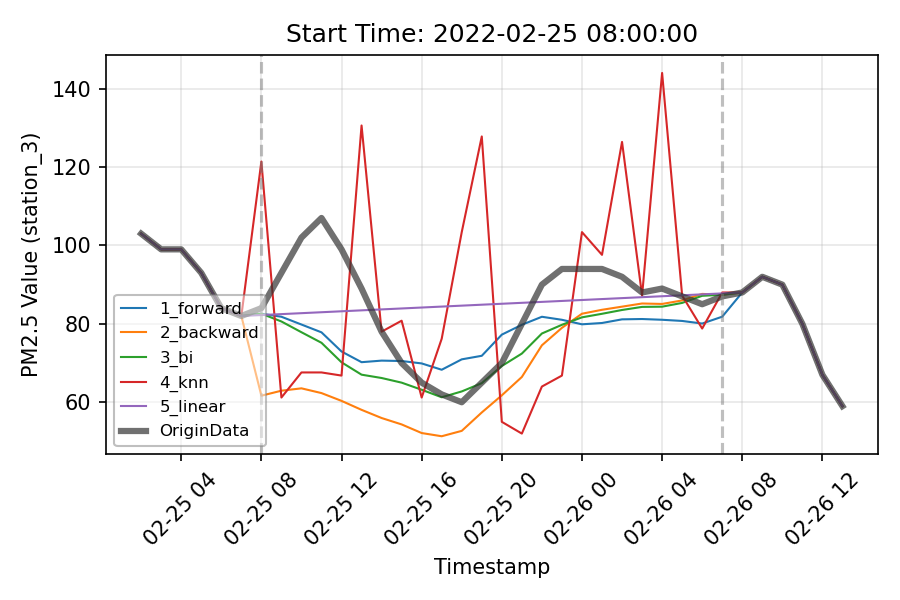 Start Time: 2022-02-25 08:00:00
PM2.5 Value (station_3)
140
120
100
80
60
1_forward
2_backward
3_bi
4_knn
5_linear
OriginData
02-25 04
02-25 08
02-25 12
02-25 16
02-25 20
02-26 00
02-26 04
02-26 08
02-26 12
Timestamp